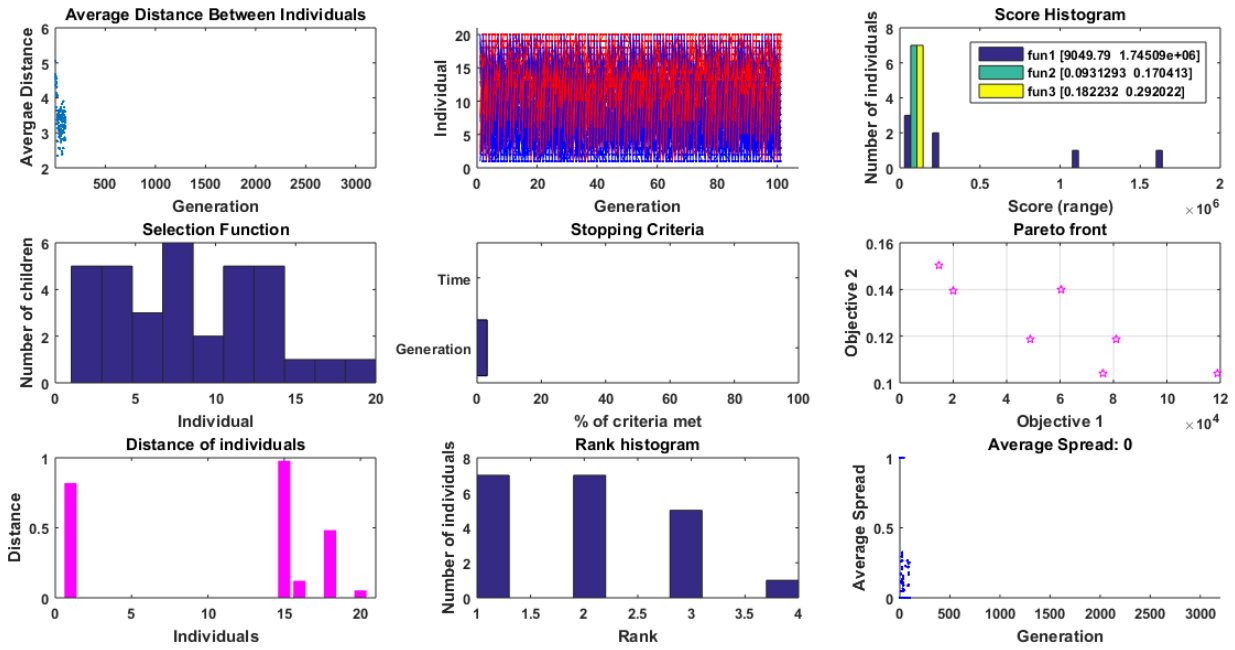 Average Distance Between Individuals
Avergae Distance
6
5
4
3
2
500 1000 1500 2000 2500 3000
Generation
Individual
20
15
10
5
0
0 20 40 60 80 100
Generation
Score Histogram
Number of individuals
8
6
4
2
0
fun1 [9049.79 1.74509e+06]
fun2 [0.0931293 0.170413]
fun3 [0.182232 0.292022]
0 0.5 1 1.5 2
Score (range)
× 10^6
Selection Function
Number of children
6
4
2
0
0 5 10 15 20
Individual
Stopping Criteria
Time
Generation
0 20 40 60 80 100
% of criteria met
Pareto front
Objective 2
0.16
0.14
0.12
0.1
0 2 4 6 8 10 12
Objective 1
× 10^4
Distance of individuals
Distance
1
0.5
0
0 5 10 15 20
Individuals
Rank histogram
Number of individuals
8
6
4
2
0
1 1.5 2 2.5 3 3.5 4
Rank
Average Spread: 0
Average Spread
1
0.5
0
0 500 1000 1500 2000 2500 3000
Generation